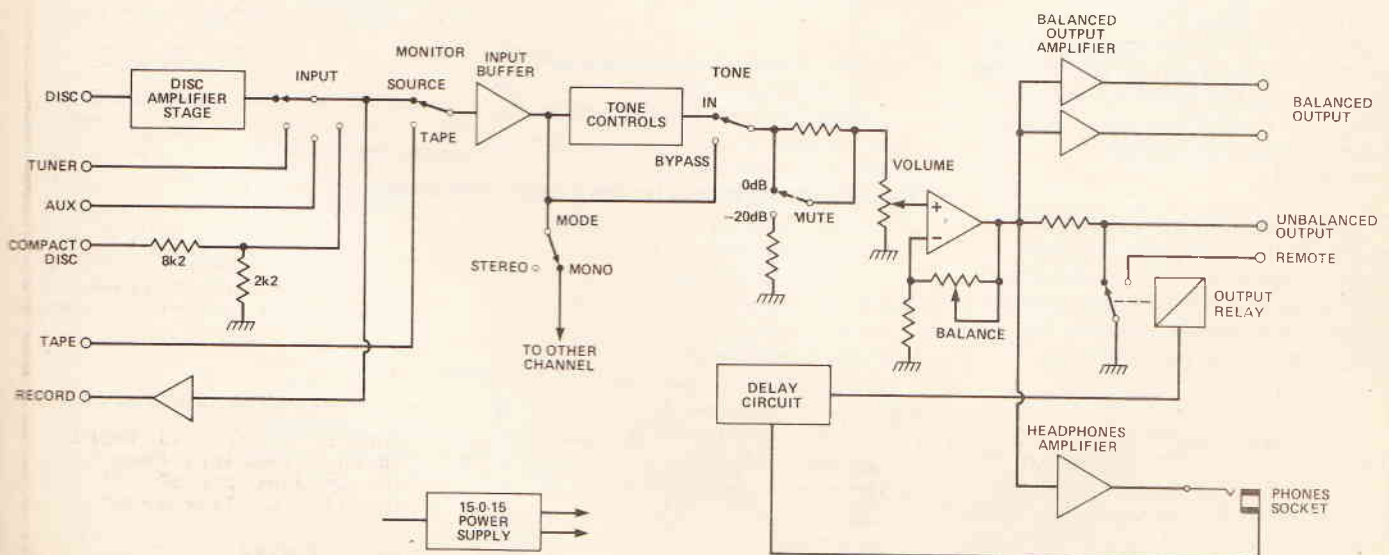 BALANCED
OUTPUT
AMPLIFIER
MONITOR
INPUT
BUFFER
TONE
DISC
DISC
AMPLIFIER
STAGE
INPUT
SOURCE
TONE
CONTROLS
IN
BALANCED
OUTPUT
TAPE
BYPASS
TUNER
VOLUME
0dB
MUTE
-20dB
AUX
MODE
COMPACT
DISC
8k2
2k2
STEREO
MONO
+
−
UNBALANCED
OUTPUT
REMOTE
OUTPUT
RELAY
BALANCE
TAPE
TO OTHER
CHANNEL
RECORD
DELAY
CIRCUIT
HEADPHONES
AMPLIFIER
15-0-15
POWER
SUPPLY
PHONES
SOCKET